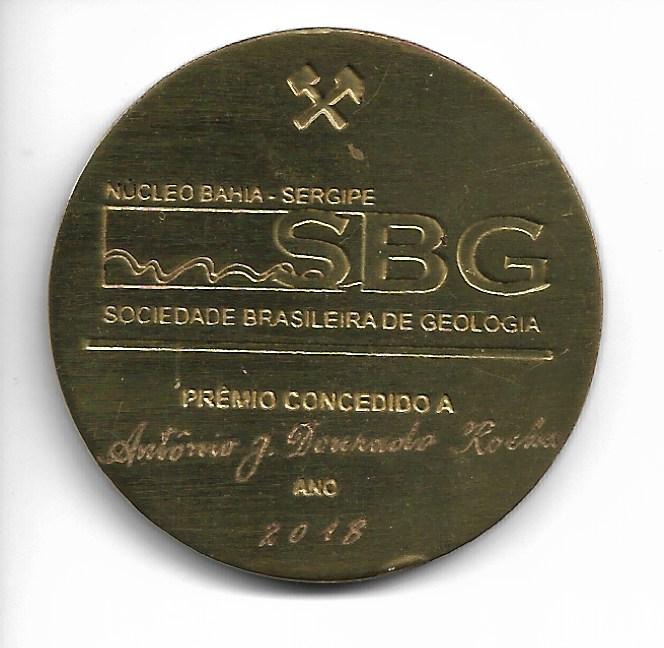 NÚCLEO BAHIA - SERGIPE
SBG
SOCIEDADE BRASILEIRA DE GEOLOGIA
PRÊMIO CONCEDIDO A
Antônio J. Dourado Rocha
ANO
2018